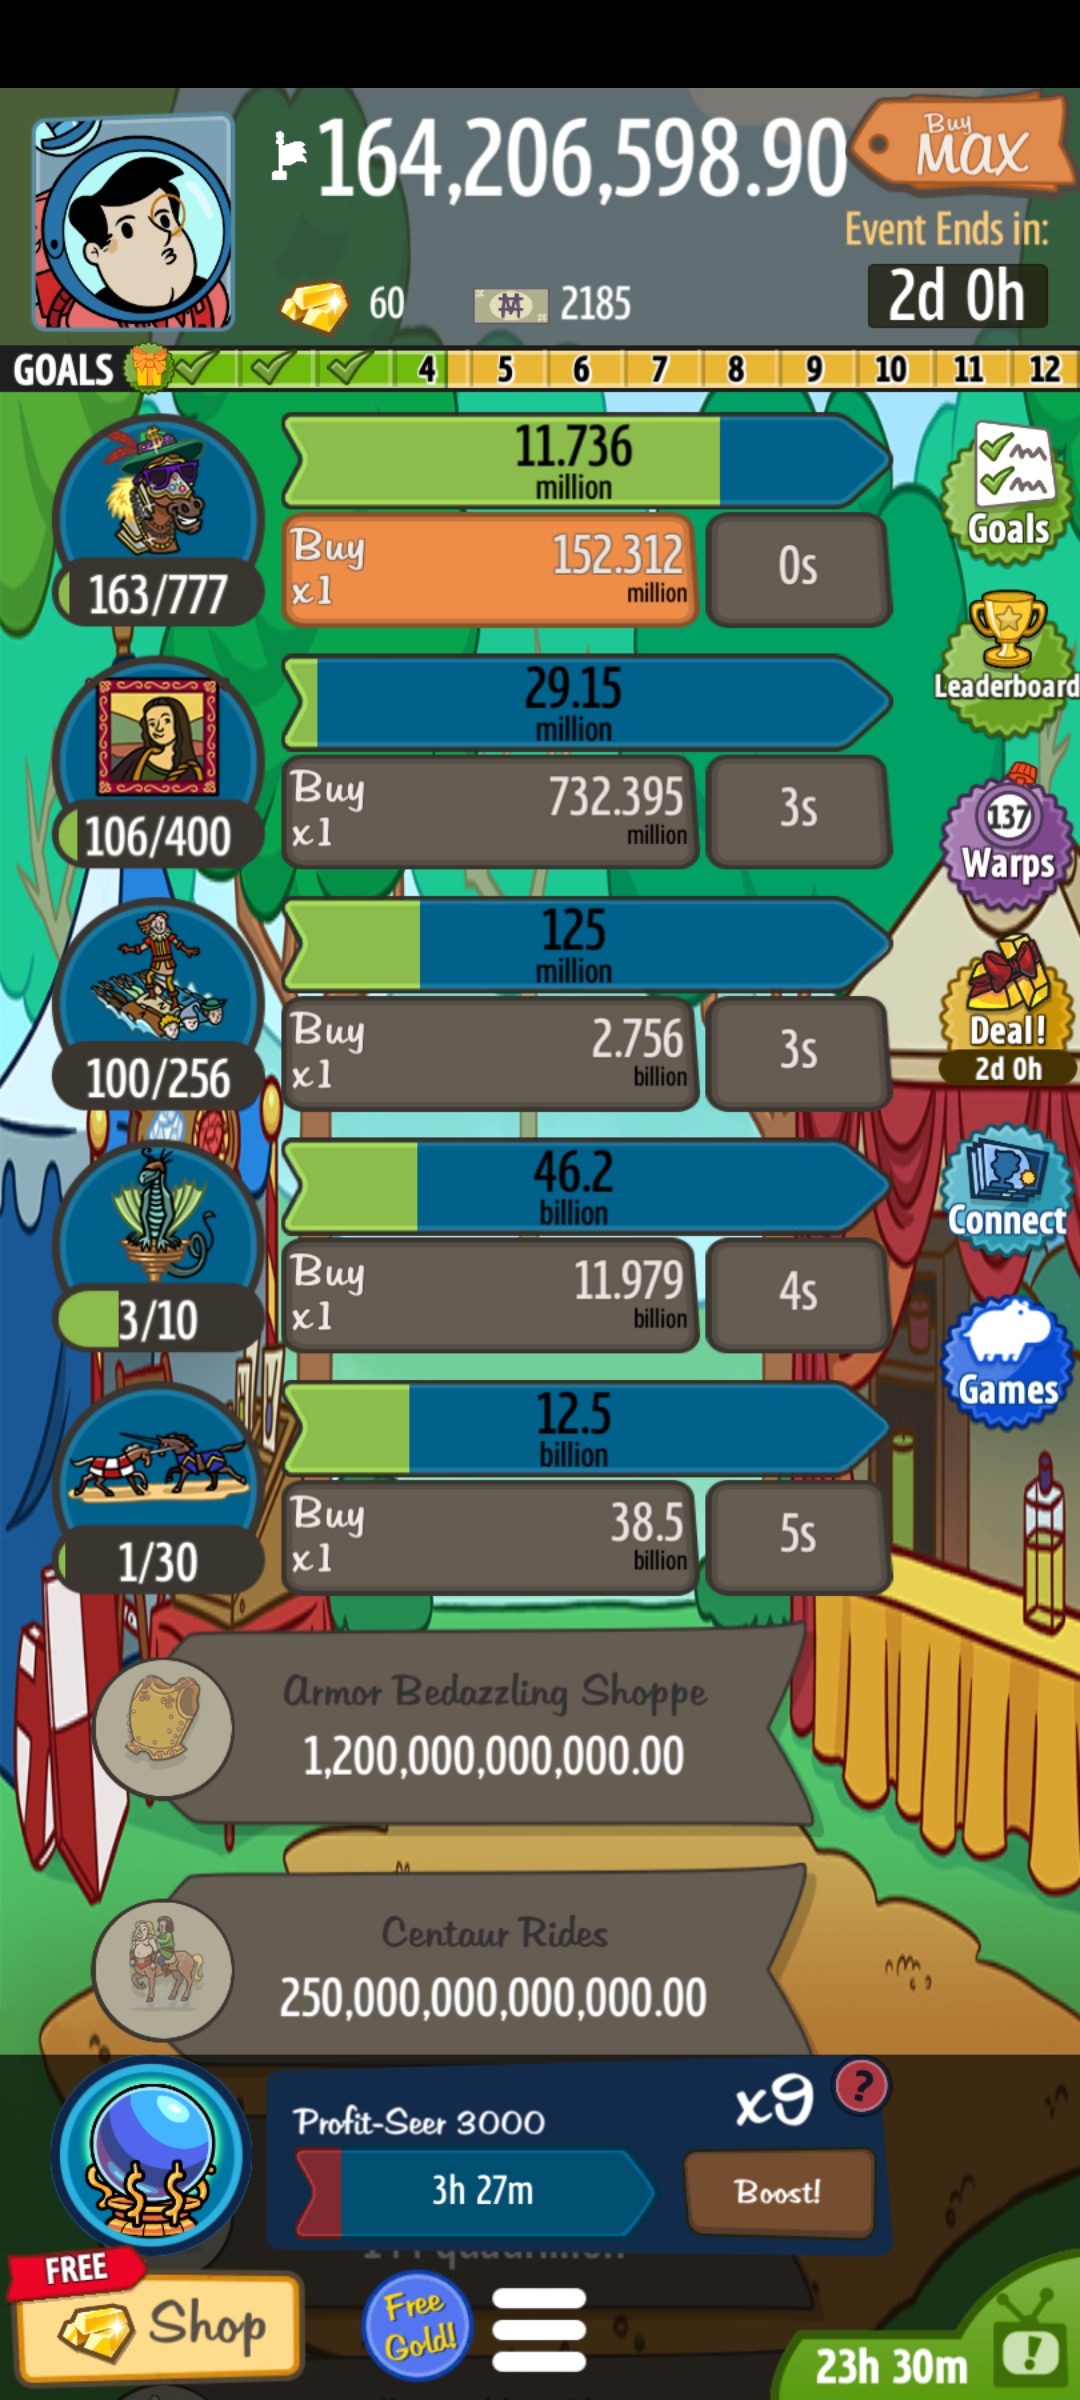 164,206,598.90
Buy
MAX
Event Ends in:
60
2185
2d 0h
GOALS 4 5 6 7 8 9 10 11 12
11.736
million
Goals
Buy
x1
152.312
million
0s
163/777
29.15
million
Leaderboard
Buy
x1
732.395
million
3s
106/400
137
Warps
125
million
Deal!
2d 0h
Buy
x1
2.756
billion
3s
100/256
46.2
billion
Connect
Buy
x1
11.979
billion
4s
3/10
Games
12.5
billion
Buy
x1
38.5
billion
5s
1/30
Armor Bedazzling Shoppe
1,200,000,000,000.00
Centaur Rides
250,000,000,000,000.00
Profit-Seer 3000
x9
?
3h 27m
Boost!
FREE
Shop
Free
Gold!
23h 30m
!